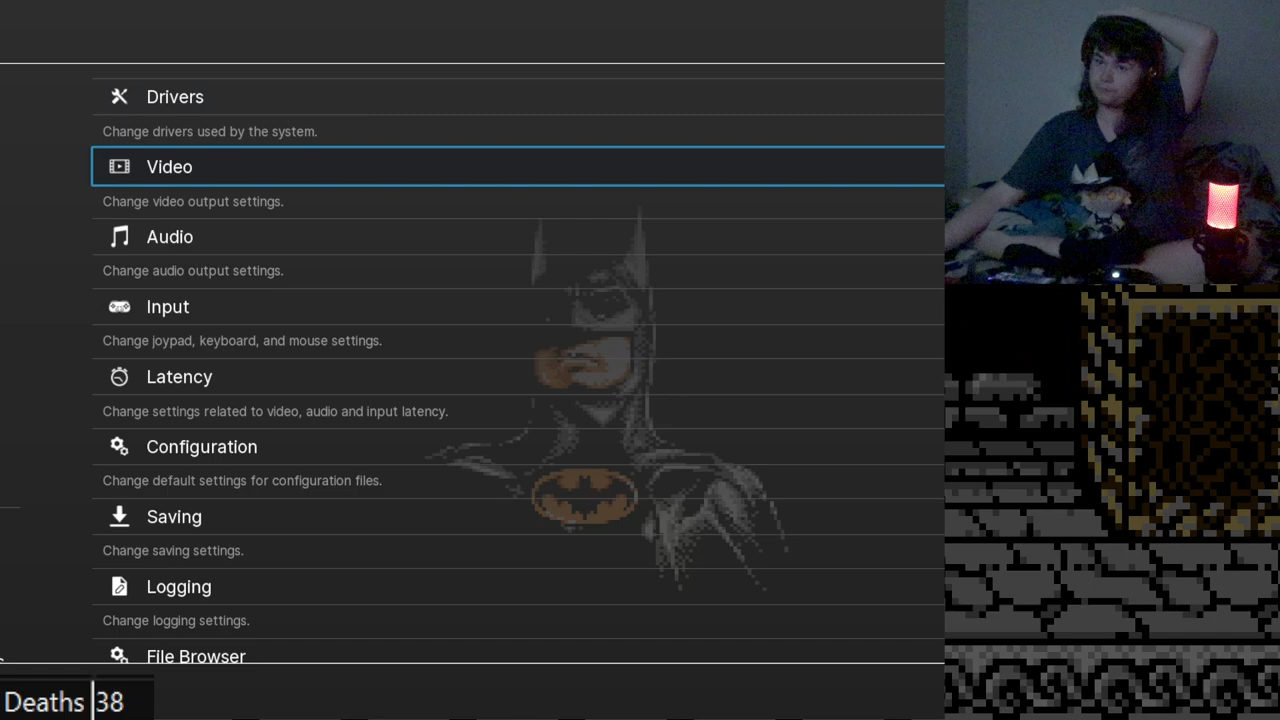 Drivers
Change drivers used by the system.
Video
Change video output settings.
Audio
Change audio output settings.
Input
Change joypad, keyboard, and mouse settings.
Latency
Change settings related to video, audio and input latency.
Configuration
Change default settings for configuration files.
Saving
Change saving settings.
Logging
Change logging settings.
File Browser
Deaths 38